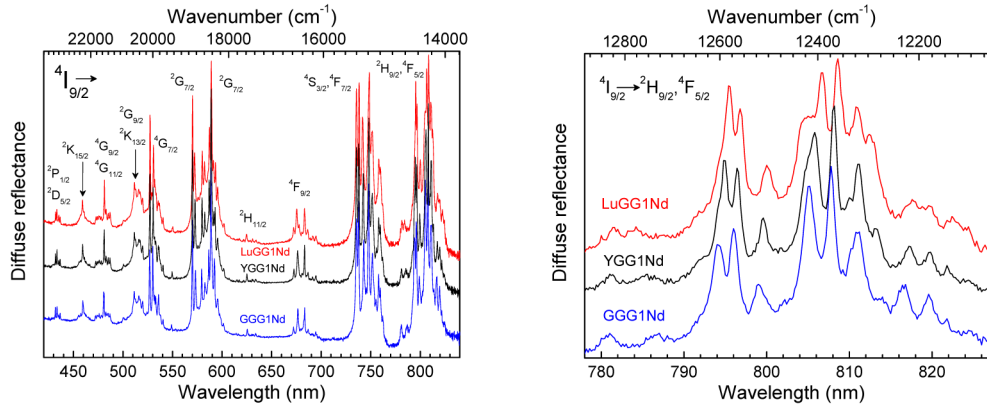 Wavenumber (cm⁻¹)
22000 20000 18000 16000 14000
⁴I₉/₂
²P₁/₂
²D₅/₂
²K₁₅/₂
⁴G₉/₂
⁴G₁₁/₂
²G₉/₂
²K₁₃/₂
⁴G₇/₂
²G₇/₂
²G₇/₂
²H₁₁/₂
⁴F₉/₂
⁴S₃/₂,⁴F₇/₂
²H₉/₂,⁴F₅/₂
LuGG1Nd
YGG1Nd
GGG1Nd
Diffuse reflectance
450 500 550 600 650 700 750 800
Wavelength (nm)
Wavenumber (cm⁻¹)
12800 12600 12400 12200
⁴I₉/₂→²H₉/₂,⁴F₅/₂
LuGG1Nd
YGG1Nd
GGG1Nd
Diffuse reflectance
780 790 800 810 820
Wavelength (nm)